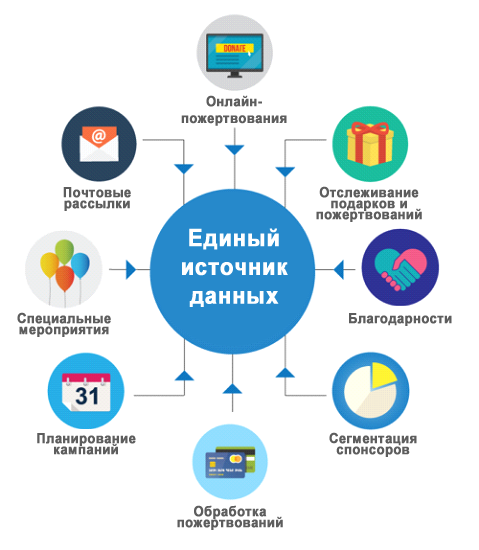 DONATE
Онлайн-
пожертвования
@
Почтовые
рассылки
Отслеживание
подарков и
пожертвований
Единый
источник
данных
Специальные
мероприятия
Благодарности
31
Планирование
кампаний
Сегментация
спонсоров
Обработка
пожертвований